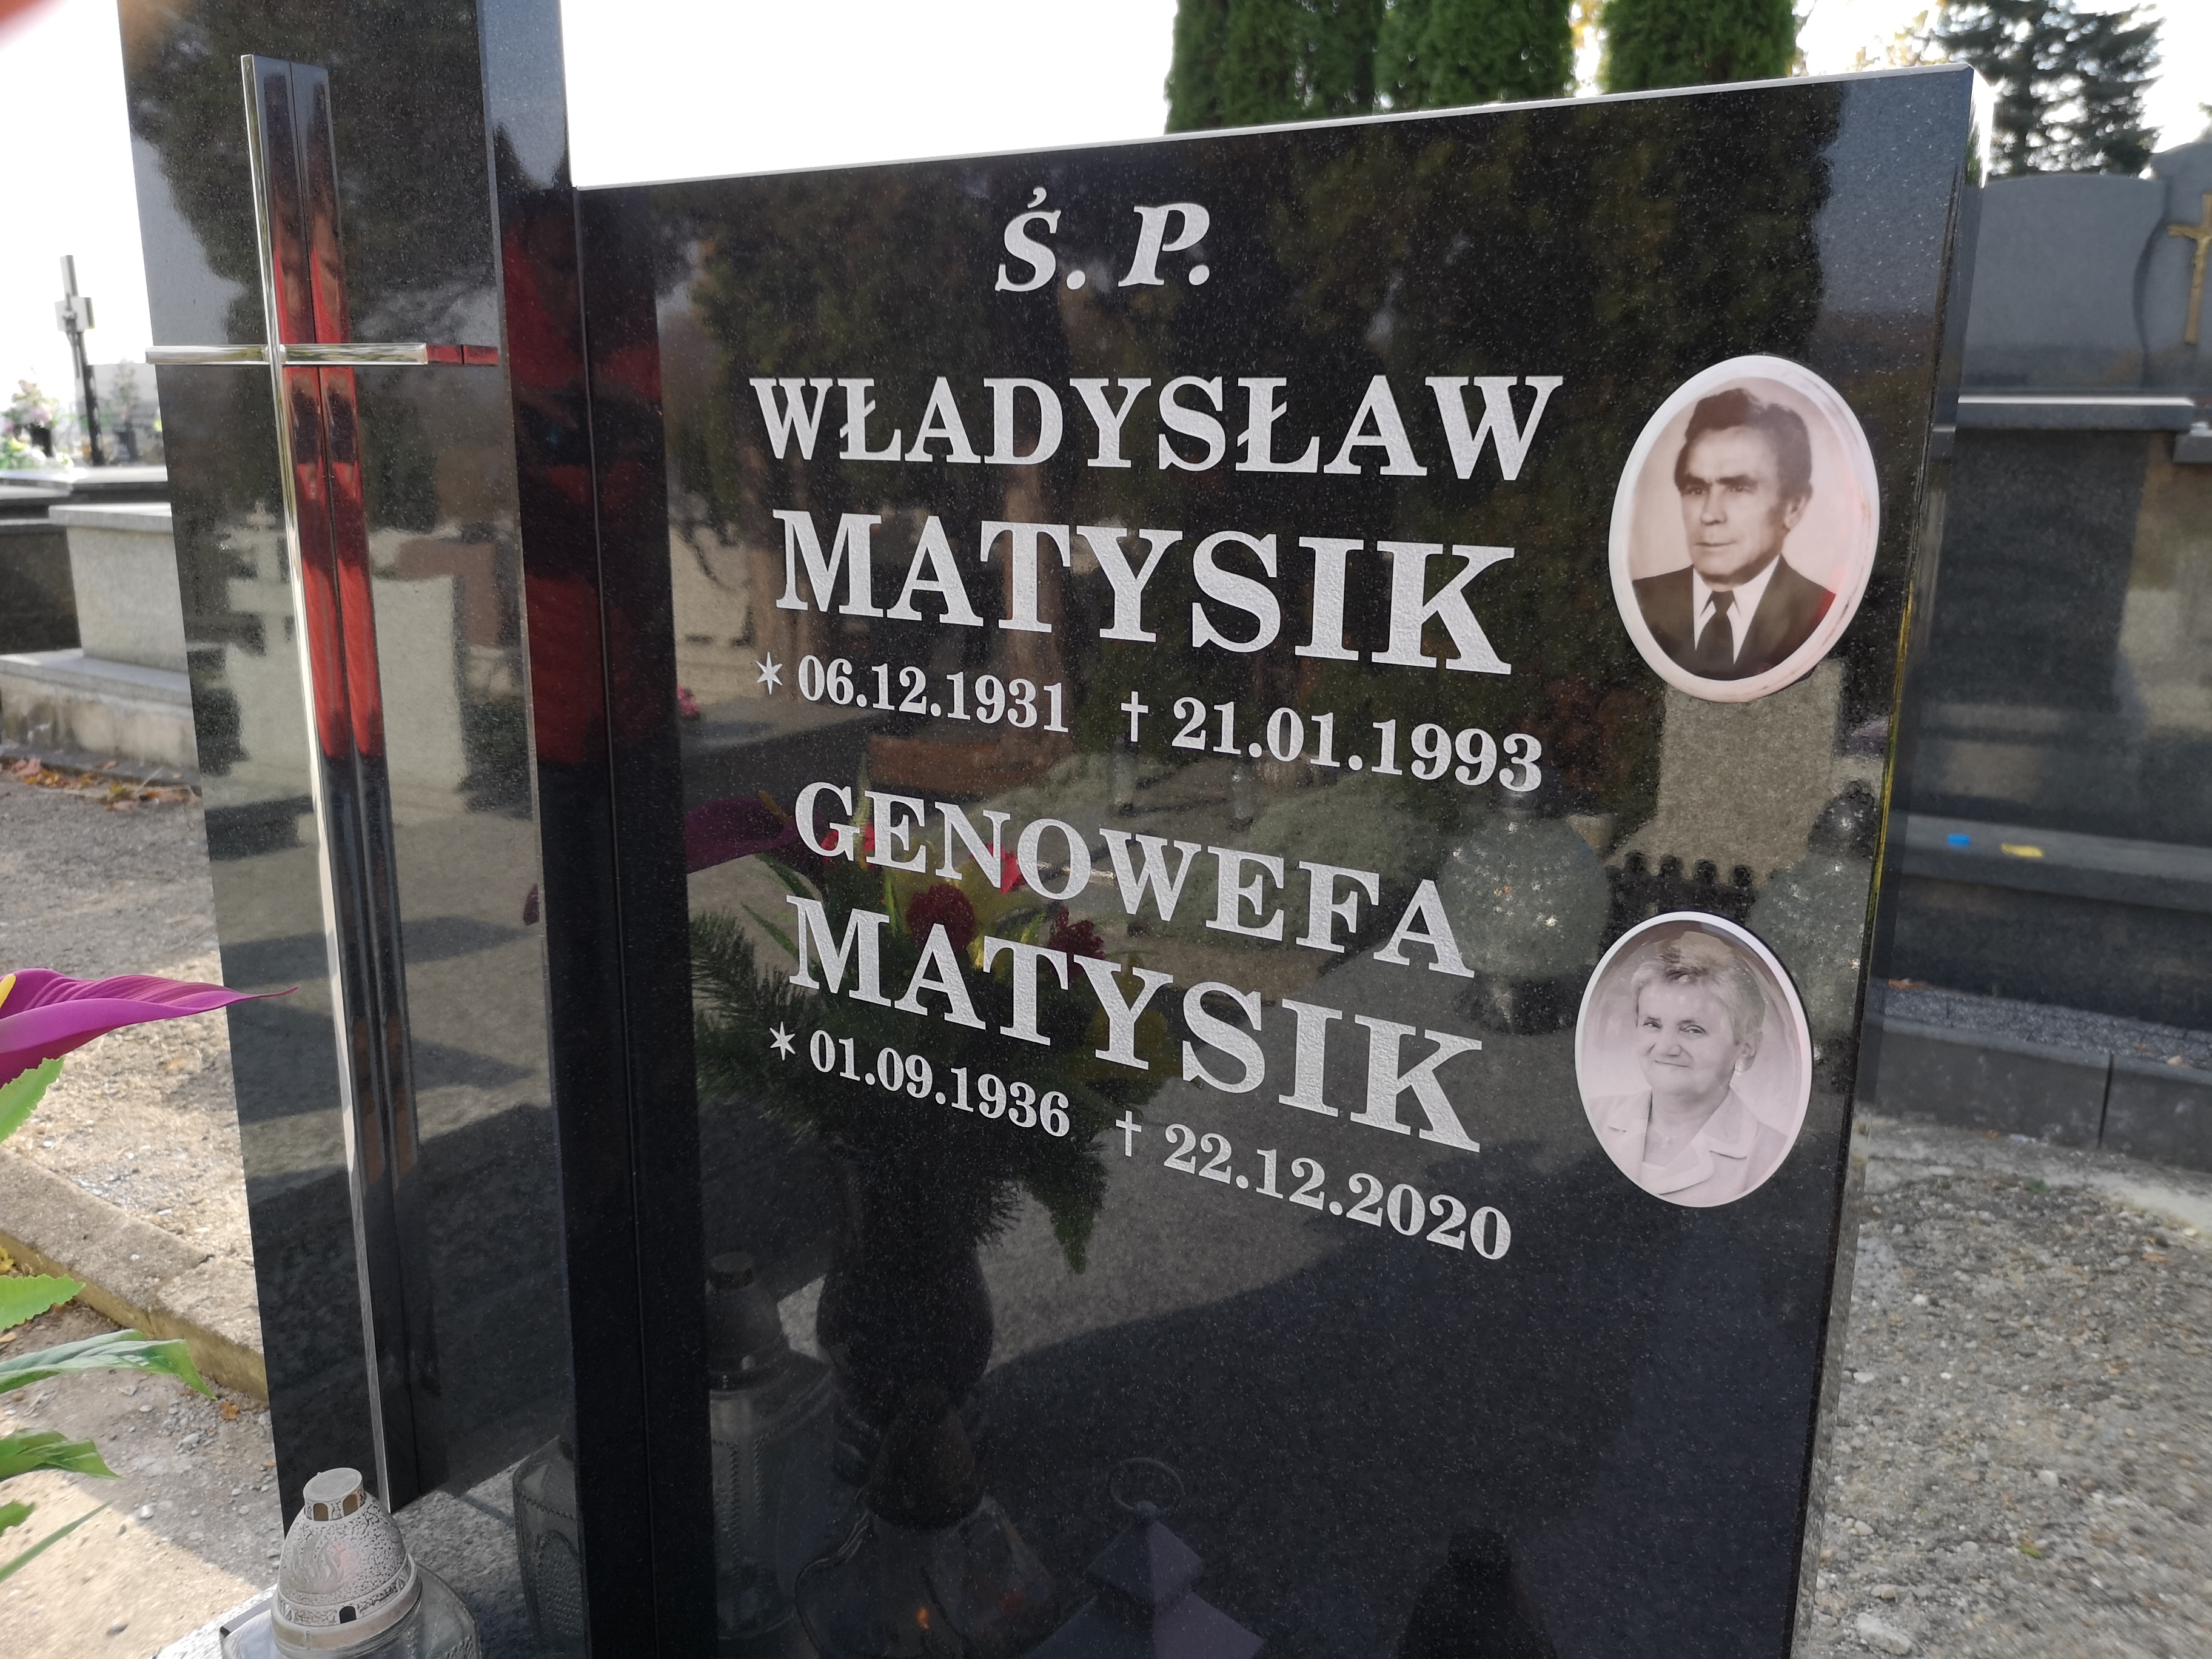 Ś. P.
WŁADYSŁAW
MATYSIK
✶ 06.12.1931 † 21.01.1993
GENOWEFA
MATYSIK
✶ 01.09.1936 † 22.12.2020